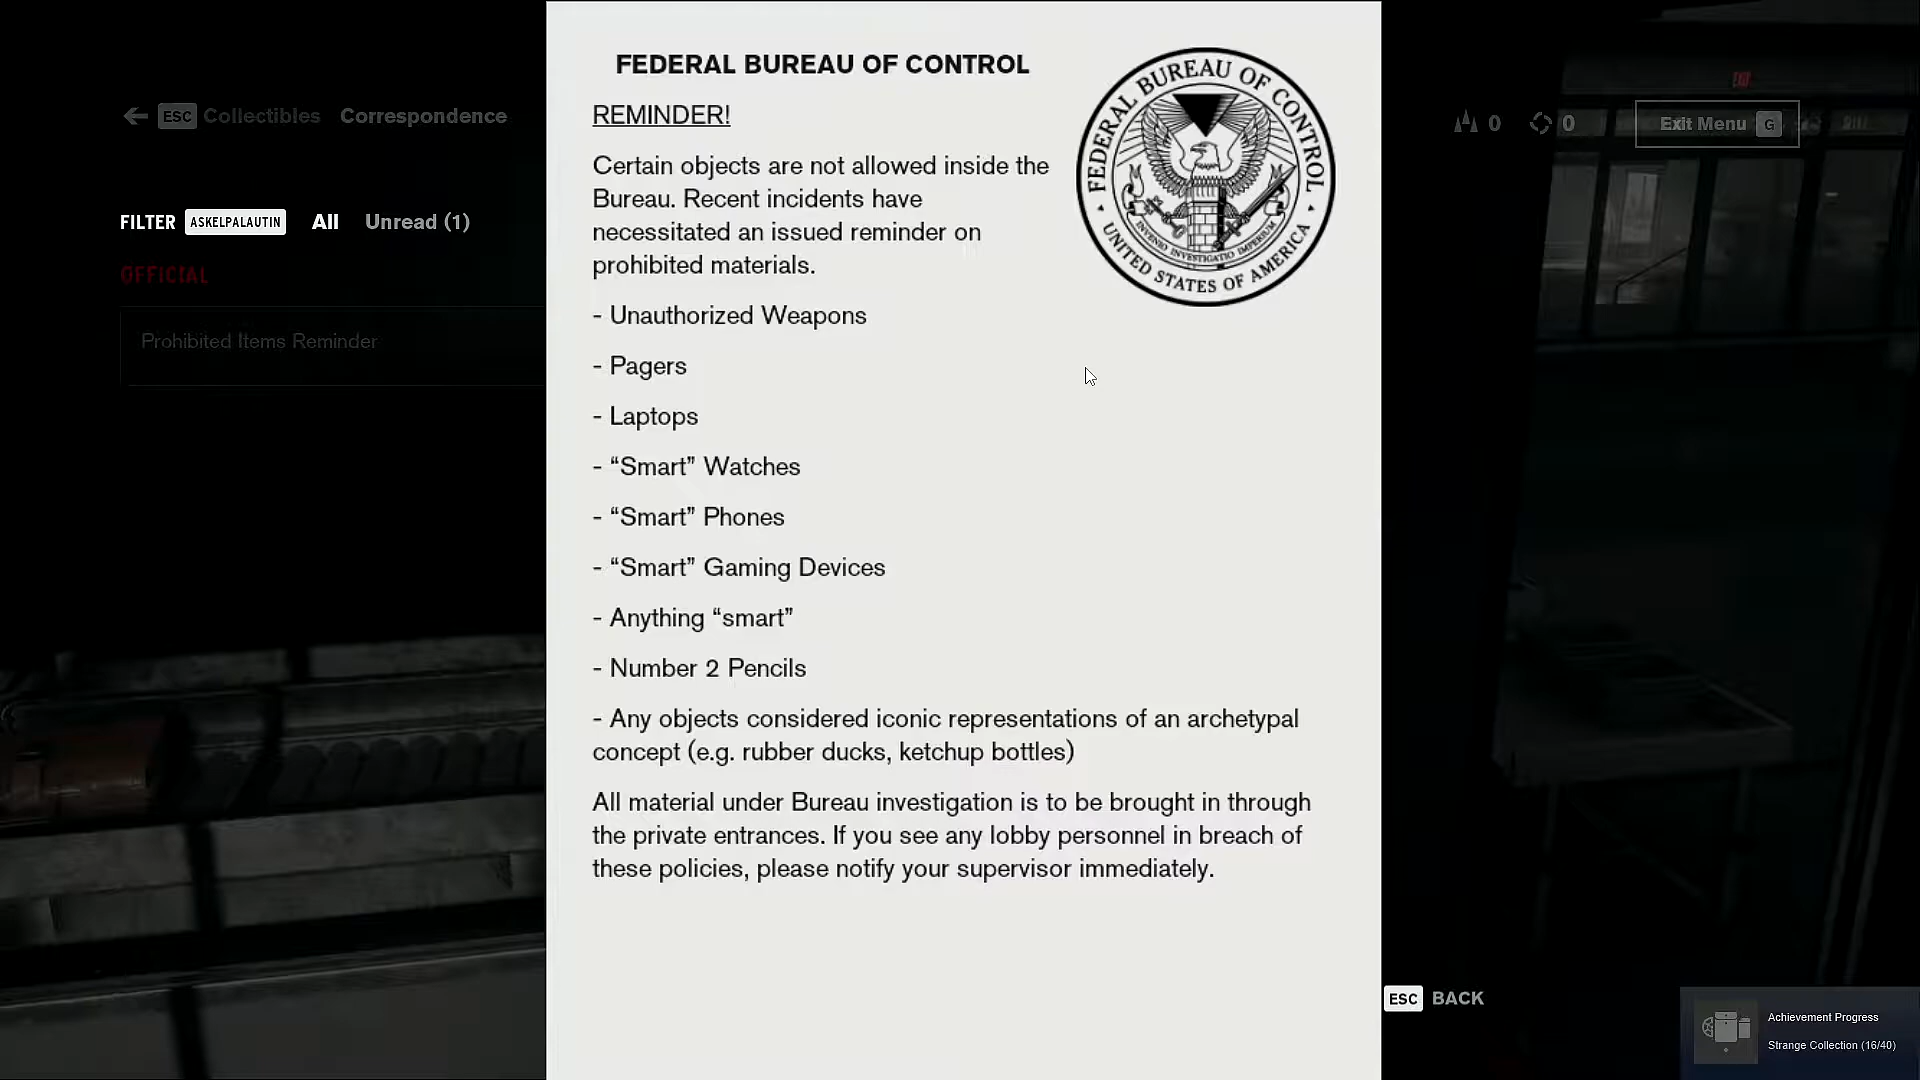 FEDERAL BUREAU OF CONTROL
REMINDER!
Certain objects are not allowed inside the
Bureau. Recent incidents have
necessitated an issued reminder on
prohibited materials.
- Unauthorized Weapons
- Pagers
- Laptops
- “Smart” Watches
- “Smart” Phones
- “Smart” Gaming Devices
- Anything “smart”
- Number 2 Pencils
- Any objects considered iconic representations of an archetypal
concept (e.g. rubber ducks, ketchup bottles)
All material under Bureau investigation is to be brought in through
the private entrances. If you see any lobby personnel in breach of
these policies, please notify your supervisor immediately.
FEDERAL BUREAU OF CONTROL
UNITED STATES OF AMERICA
INVENIO INVESTIGATIO IMPERIUM
ESC Collectibles Correspondence
FILTER ASKELPALAUTIN All Unread (1)
OFFICIAL
Prohibited Items Reminder
0 0 Exit Menu G
EXIT
ESC BACK
Achievement Progress
Strange Collection (16/40)